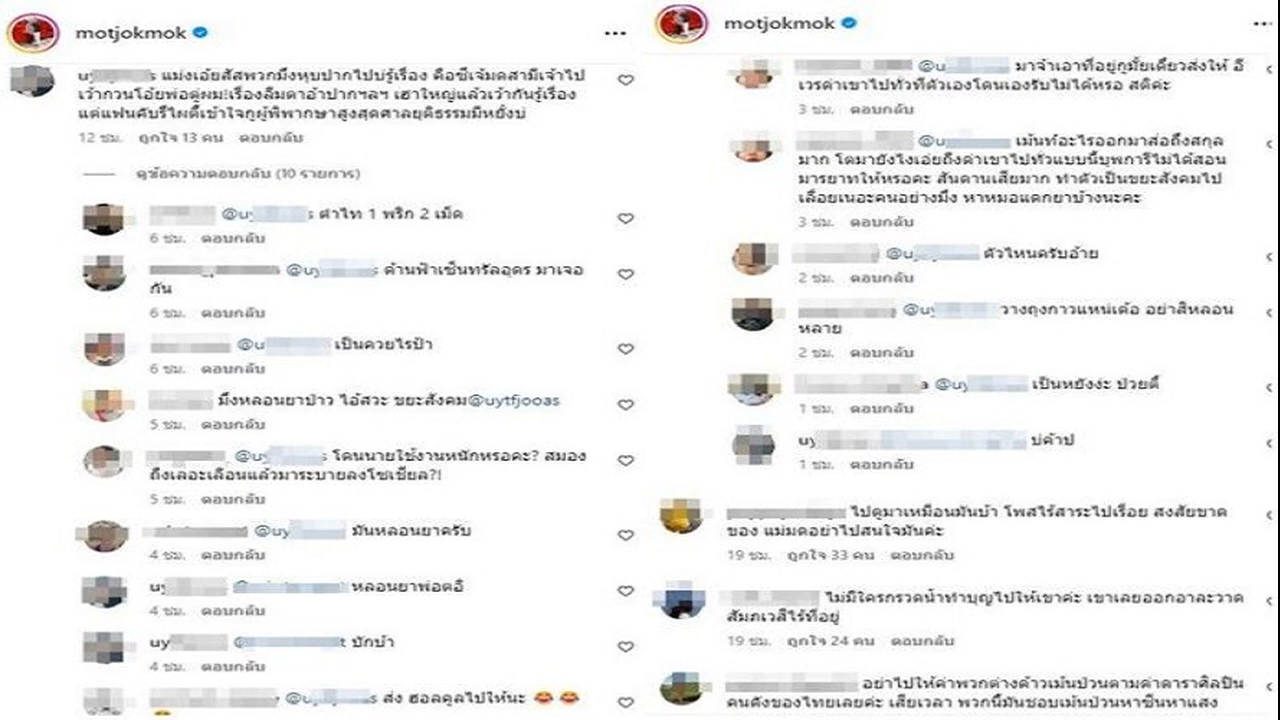 motjokmok
แม่งเอ้ยสัสพวกมึงหุบปากไปบ่รู้เรื่อง คือซีเจ้มดสามีเจ้าไป
เว้ากวนโอ้ยพ่อตู่ผม!เรื่องลืมตาอ้าปากฯลฯ เฮาใหญ่แล้วเว้ากันรู้เรื่อง
แต่แฟนคับรีไผดี้เข้าใจกูผู้พิพากษาสูงสุดศาลยุติธรรมมีหยั่งบ่
12 ชม. ถูกใจ 13 คน ตอบกลับ
ดูข้อความตอบกลับ (10 รายการ)
ศาไท 1 พริก 2 เม็ด
6 ชม. ตอบกลับ
ด้านฟ้าเซ็นทรัลอุดร มาเจอ
กัน
6 ชม. ตอบกลับ
เป็นควยไรป้า
6 ชม. ตอบกลับ
มึงหลอนยาป่าว ไอ้สวะ ขยะสังคม@uytfjooas
5 ชม. ตอบกลับ
โดนนายใช้งานหนักหรอคะ? สมอง
ถึงเลอะเลือนแล้วมาระบายลงโซเชียล?!
5 ชม. ตอบกลับ
มันหลอนยาครับ
4 ชม. ตอบกลับ
หลอนยาพ่อตอี
4 ชม. ตอบกลับ
บักบ้า
4 ชม. ตอบกลับ
ส่ง ฮอลคูลไปให้นะ 😂 😂
motjokmok
มาจ้าเอาที่อยู่กูมั้ยเดี่ยวส่งให้ อี
เวรด่าเขาไปทั่วทีตัวเองโดนเองรับไม่ได้หรอ สติค่ะ
3 ชม. ตอบกลับ
เม้นท์อะไรออกมาส่อถึงสกุล
มาก โตมายังไงเอ่ยถึงด่าเขาไปทั่วแบบนี้บุพการีไม่ได้สอน
มารยาทให้หรอคะ สันดานเสียมาก ทำตัวเป็นขยะสังคมไป
เลื่อยเนอะคนอย่างมึง หาหมอแดกยาบ้างนะคะ
3 ชม. ตอบกลับ
ตัวไหนครับอ้าย
2 ชม. ตอบกลับ
วางถุงกาวแหน่เด้อ อย่าสิหลอน
หลาย
2 ชม. ตอบกลับ
เป็นหยังง่ะ ป่วยตี้
1 ชม. ตอบกลับ
บ่ค้าป
1 ชม. ตอบกลับ
ไปดูมาเหมือนมันบ้า โพสไร้สาระไปเรื่อย สงสัยขาด
ของ แม่มดอย่าไปสนใจมันค่ะ
19 ชม. ถูกใจ 33 คน ตอบกลับ
ไม่มีใครกรวดน้ำทำบุญไปให้เขาค่ะ เขาเลยออกอาละวาด
สัมภเวสีไร้ที่อยู่
19 ชม. ถูกใจ 24 คน ตอบกลับ
อย่าไปให้ค่าพวกต่างด้าวเม้นป่วนตามด่าดาราศิลปิน
คนดังของไทยเลยค่ะ เสียเวลา พวกนี้มันชอบเม้นป่วนหาซีนหาแสง